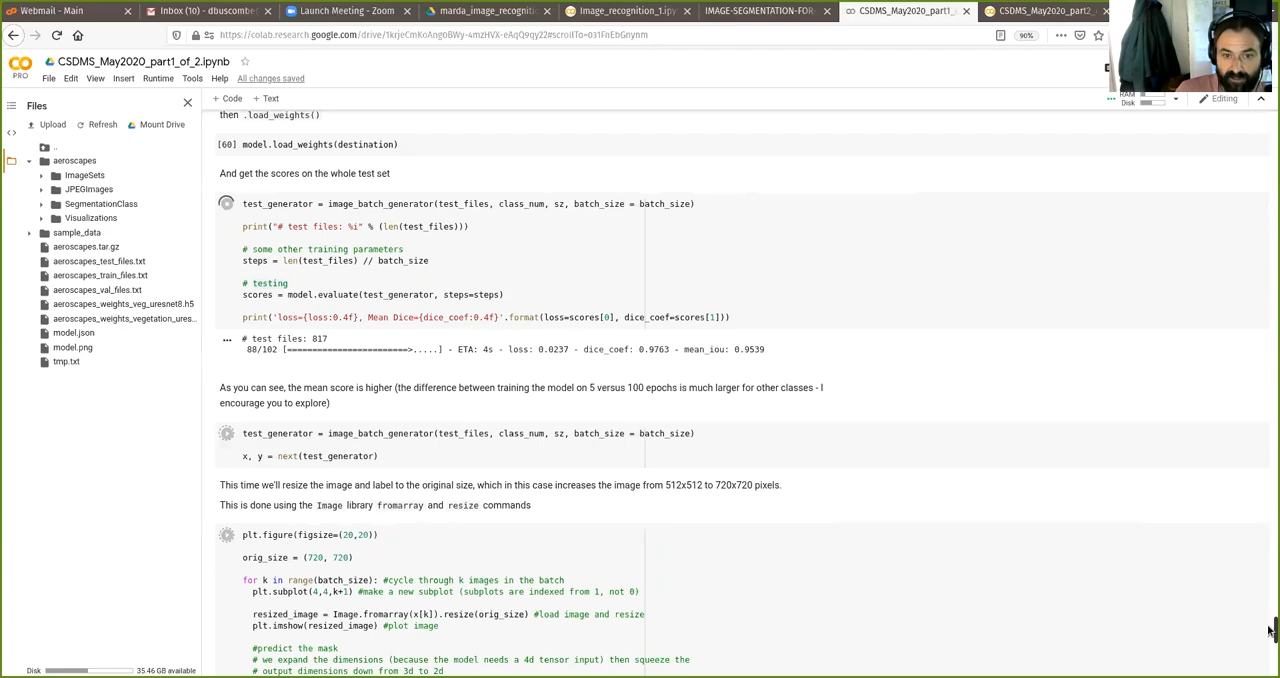 Webmail - Main
Inbox (10) - dbuscombe
Launch Meeting - Zoom
marda_image_recogniti
Image_recognition_1.ipy
IMAGE-SEGMENTATION-FOR-
CSDMS_May2020_part1_
CSDMS_May2020_part2_
90%
CSDMS_May2020_part1_of_2.ipynb
PRO
File Edit View Insert Runtime Tools Help All changes saved
RAM
Disk
Editing
Files
+ Code + Text
Upload Refresh Mount Drive
..
aeroscapes
ImageSets
JPEGImages
SegmentationClass
Visualizations
sample_data
aeroscapes.tar.gz
aeroscapes_test_files.txt
aeroscapes_train_files.txt
aeroscapes_val_files.txt
aeroscapes_weights_veg_uresnet8.h5
aeroscapes_weights_vegetation_ures...
model.json
model.png
tmp.txt
Disk 35.46 GB available
then .load_weights()
[60] model.load_weights(destination)
And get the scores on the whole test set
test_generator = image_batch_generator(test_files, class_num, sz, batch_size = batch_size)
print("# test files: %i" % (len(test_files)))
# some other training parameters
steps = len(test_files) // batch_size
# testing
scores = model.evaluate(test_generator, steps=steps)
print('loss={loss:0.4f}, Mean Dice={dice_coef:0.4f}'.format(loss=scores[0], dice_coef=scores[1]))
... # test files: 817
88/102 [========================>.....] - ETA: 4s - loss: 0.0237 - dice_coef: 0.9763 - mean_iou: 0.9539
As you can see, the mean score is higher (the difference between training the model on 5 versus 100 epochs is much larger for other classes - I
encourage you to explore)
test_generator = image_batch_generator(test_files, class_num, sz, batch_size = batch_size)
x, y = next(test_generator)
This time we'll resize the image and label to the original size, which in this case increases the image from 512x512 to 720x720 pixels.
This is done using the Image library fromarray and resize commands
plt.figure(figsize=(20,20))
orig_size = (720, 720)
for k in range(batch_size): #cycle through k images in the batch
plt.subplot(4,4,k+1) #make a new subplot (subplots are indexed from 1, not 0)
resized_image = Image.fromarray(x[k]).resize(orig_size) #load image and resize
plt.imshow(resized_image) #plot image
#predict the mask
# we expand the dimensions (because the model needs a 4d tensor input) then squeeze the
# output dimensions down from 3d to 2d